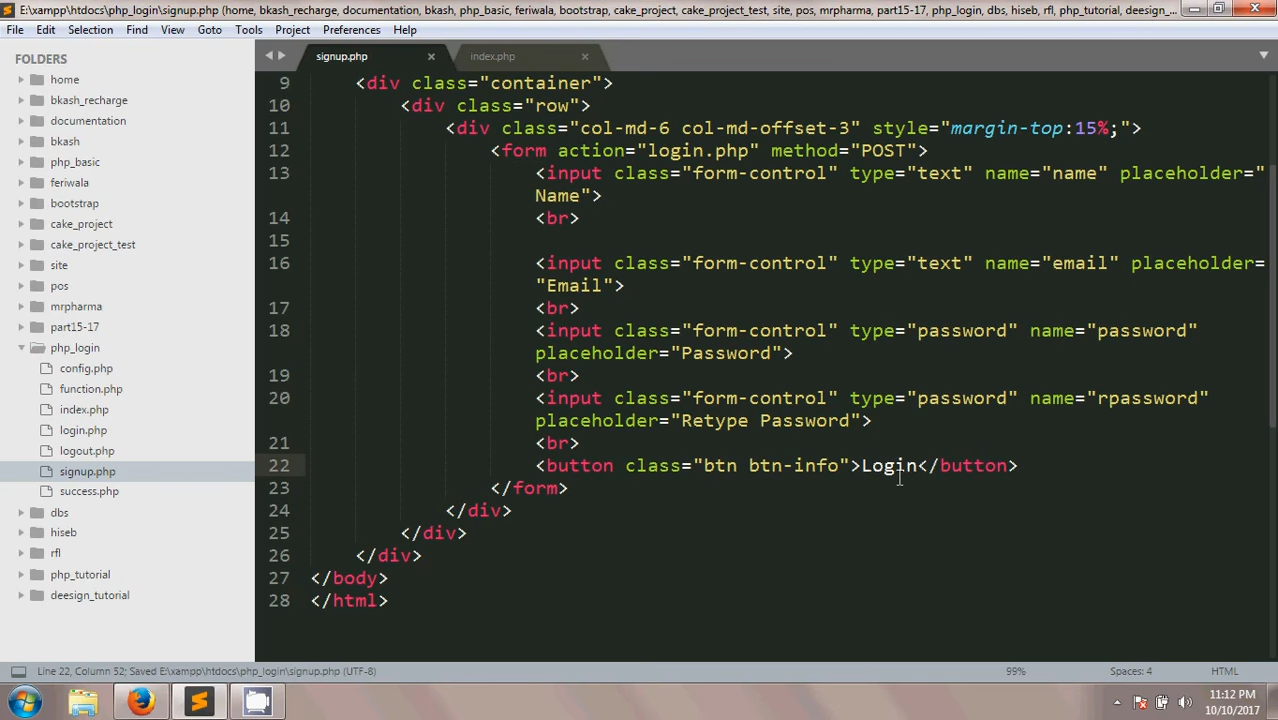 E:\xampp\htdocs\php_login\signup.php (home, bkash_recharge, documentation, bkash, php_basic, feriwala, bootstrap, cake_project, cake_project_test, site, pos, mrpharma, part15-17, php_login, dbs, hiseb, rfl, php_tutorial, deesign_...
File Edit Selection Find View Goto Tools Project Preferences Help
FOLDERS
home
bkash_recharge
documentation
bkash
php_basic
feriwala
bootstrap
cake_project
cake_project_test
site
pos
mrpharma
part15-17
php_login
config.php
function.php
index.php
login.php
logout.php
signup.php
success.php
dbs
hiseb
rfl
php_tutorial
deesign_tutorial
signup.php × index.php ×
9 <div class="container">
10 <div class="row">
11 <div class="col-md-6 col-md-offset-3" style="margin-top:15%;">
12 <form action="login.php" method="POST">
13 <input class="form-control" type="text" name="name" placeholder="
Name">
14 <br>
15
16 <input class="form-control" type="text" name="email" placeholder=
"Email">
17 <br>
18 <input class="form-control" type="password" name="password"
placeholder="Password">
19 <br>
20 <input class="form-control" type="password" name="rpassword"
placeholder="Retype Password">
21 <br>
22 <button class="btn btn-info">Login</button>
23 </form>
24 </div>
25 </div>
26 </div>
27 </body>
28 </html>
Line 22, Column 52; Saved E:\xampp\htdocs\php_login\signup.php (UTF-8) 99% Spaces: 4 HTML
11:12 PM
10/10/2017